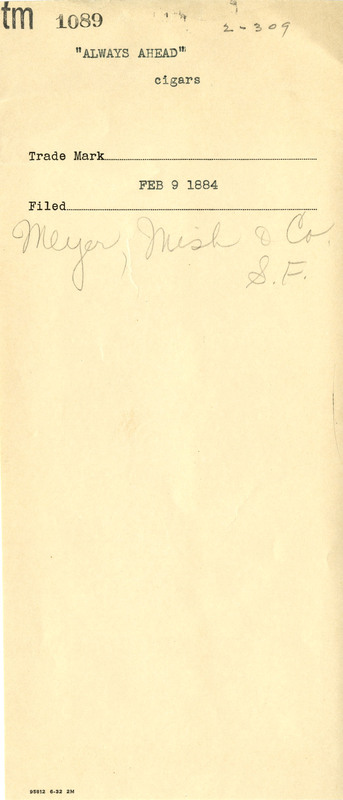 tm 1089
2-309
"ALWAYS AHEAD"
cigars
Trade Mark
FEB 9 1884
Filed
Meyer, Mish & Co.
S.F.
95812 6-32 2M